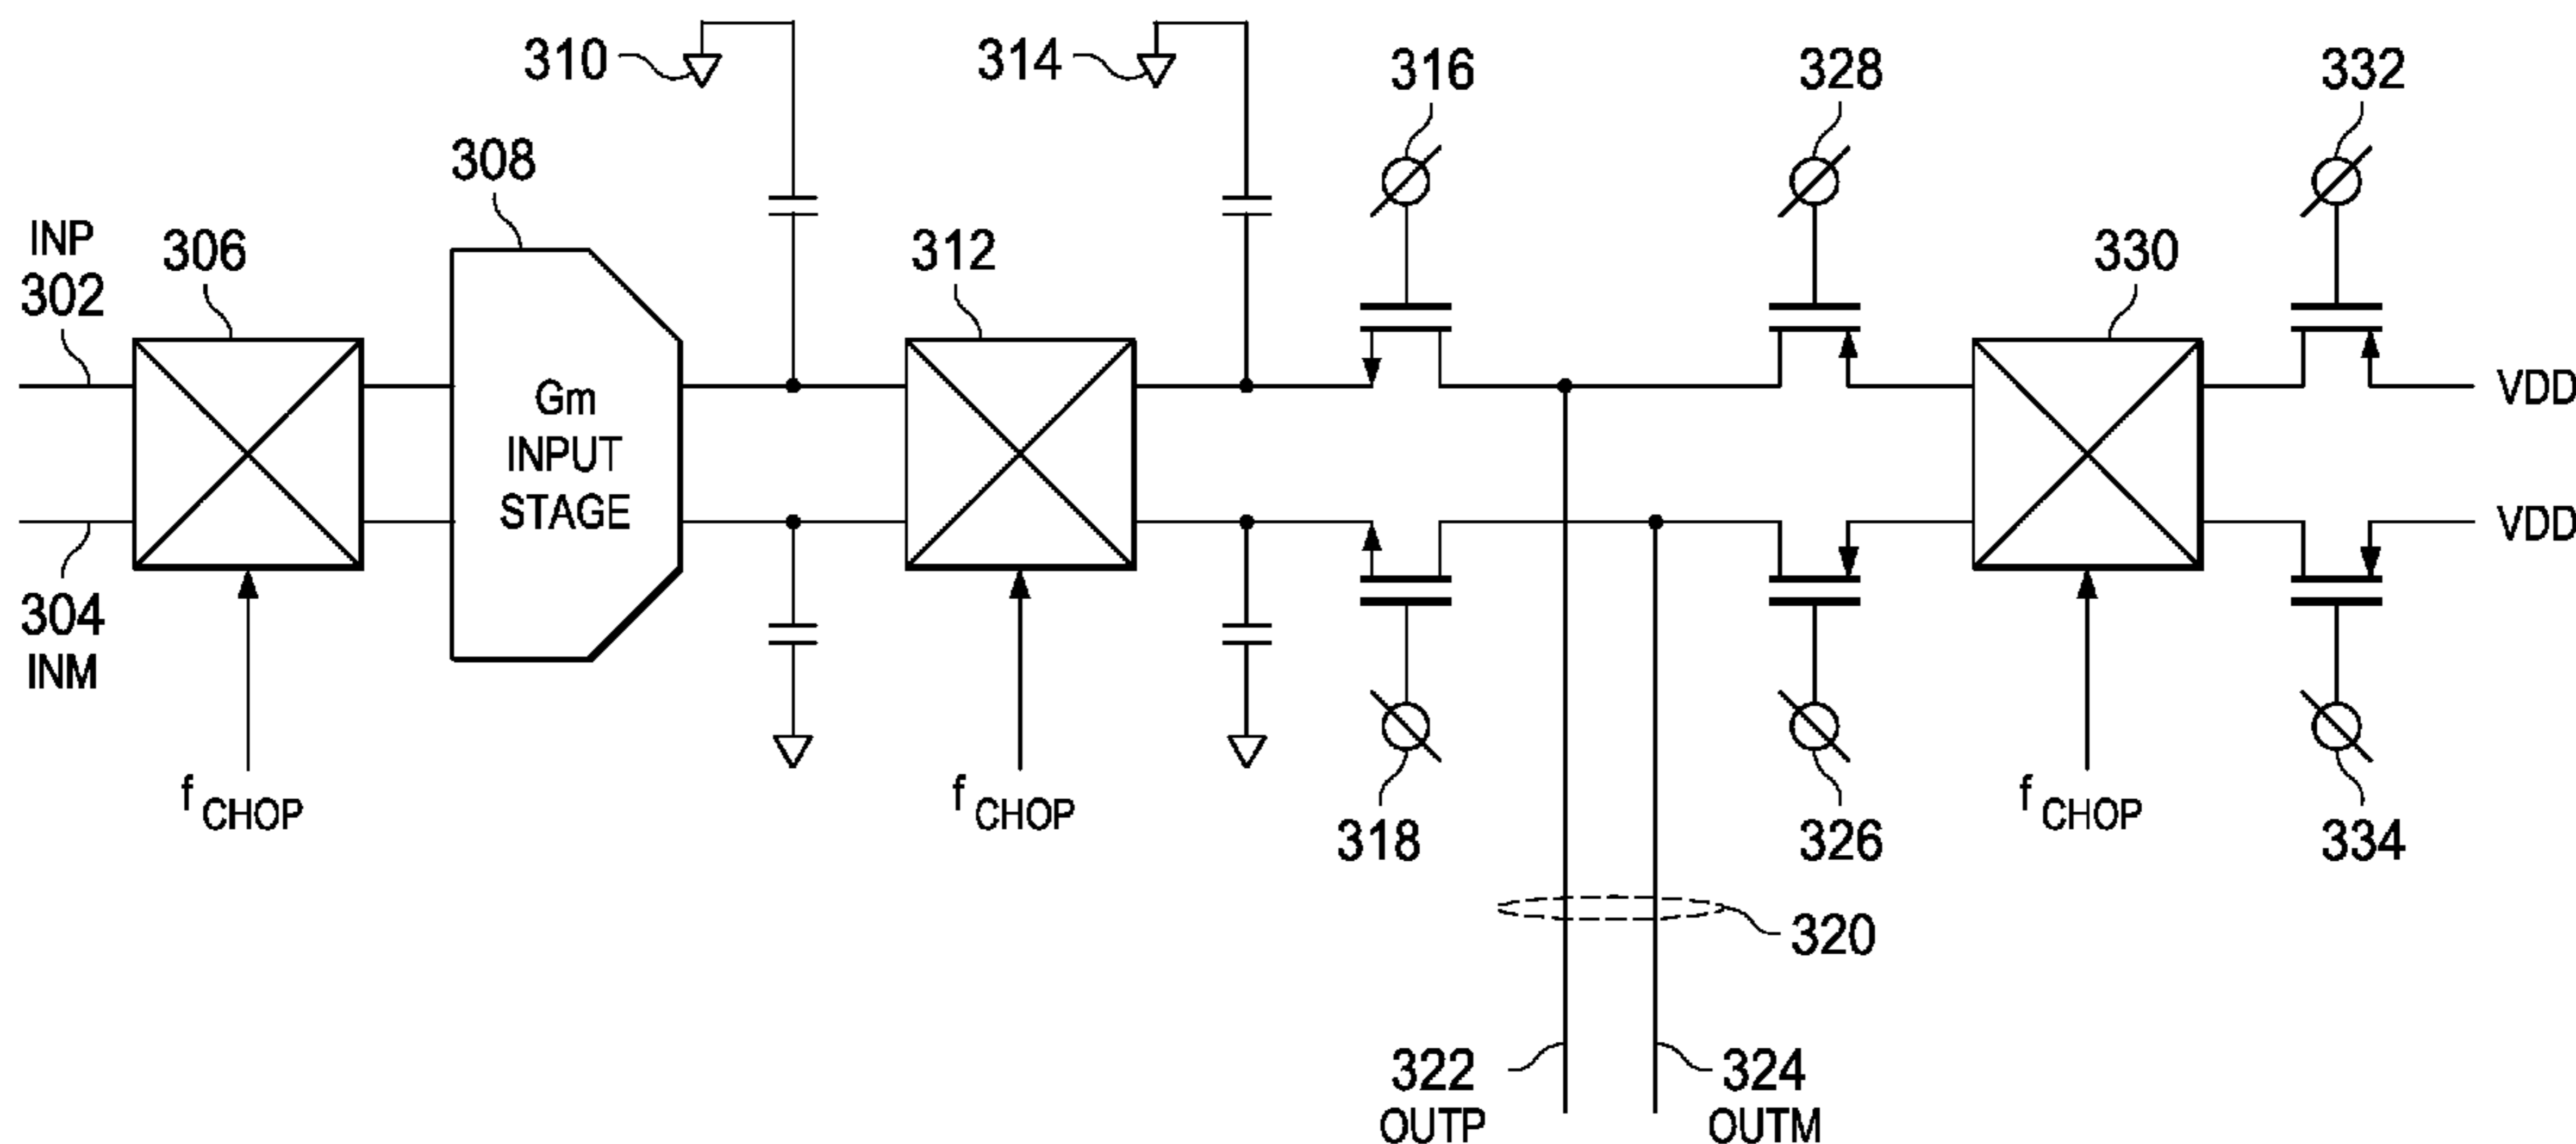 310
314
316
328
332
308
INP
302
306
312
330
Gm
INPUT
STAGE
VDD
VDD
304
INM
f CHOP
f CHOP
f CHOP
318
326
334
320
322
OUTP
324
OUTM